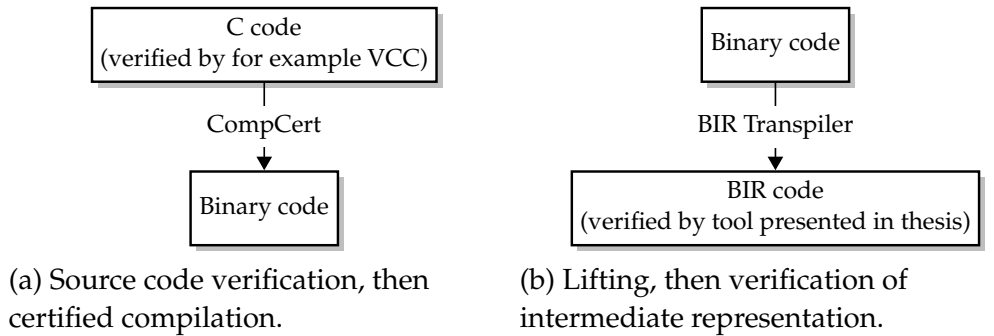 C code
(verified by for example VCC)
CompCert
Binary code
(a) Source code verification, then
certified compilation.
Binary code
BIR Transpiler
BIR code
(verified by tool presented in thesis)
(b) Lifting, then verification of
intermediate representation.